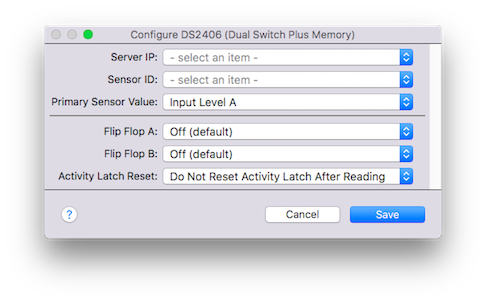 Configure DS2406 (Dual Switch Plus Memory)
Server IP: - select an item -
Sensor ID: - select an item -
Primary Sensor Value: Input Level A
Flip Flop A: Off (default)
Flip Flop B: Off (default)
Activity Latch Reset: Do Not Reset Activity Latch After Reading
? Cancel Save